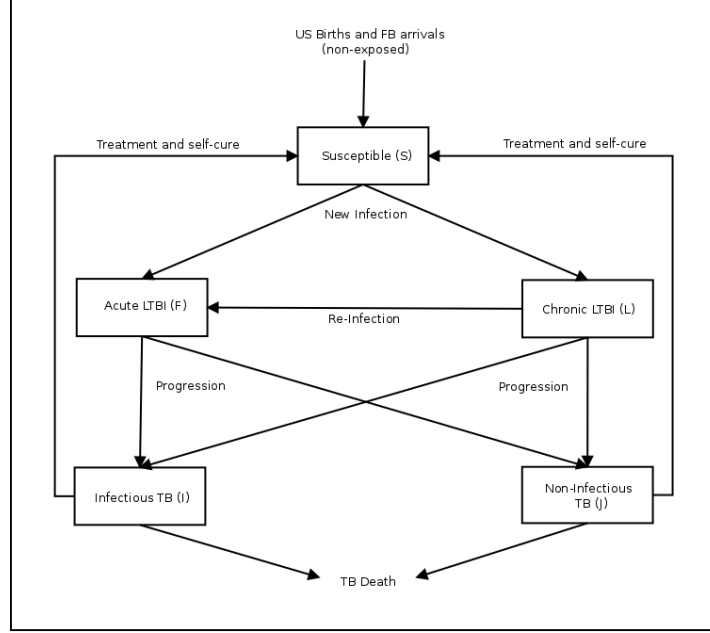 US Births and FB arrivals
(non-exposed)
Treatment and self-cure
Treatment and self-cure
Susceptible (S)
New Infection
Acute LTBI (F)
Chronic LTBI (L)
Re-Infection
Progression
Progression
Infectious TB (I)
Non-Infectious
TB (J)
TB Death